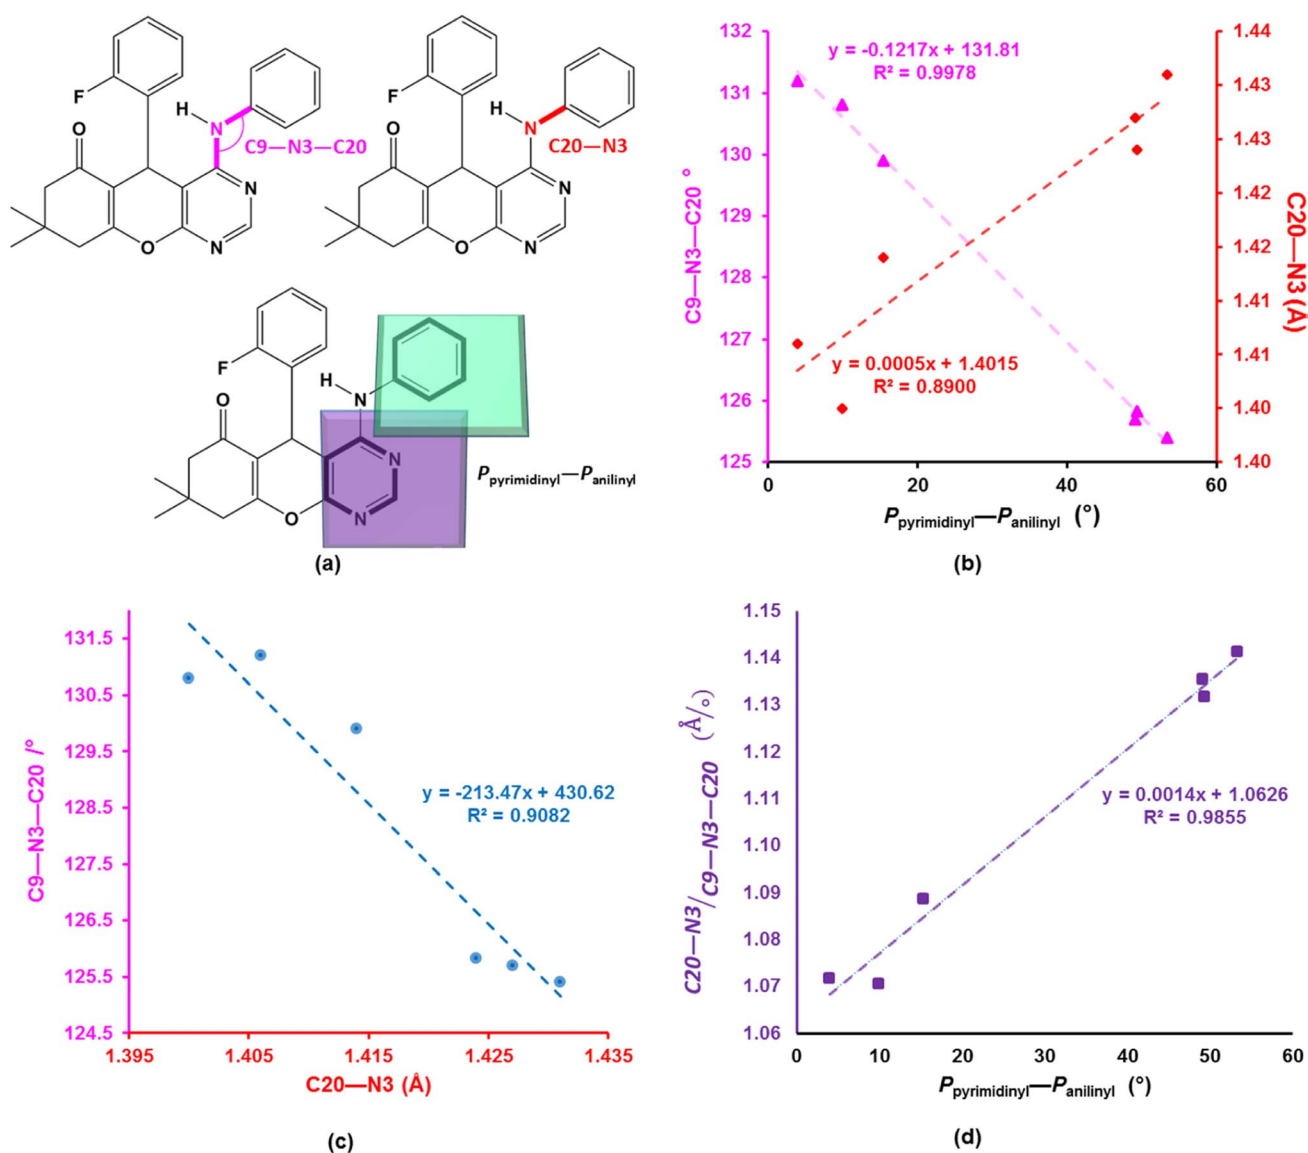 F
H
N
O
C9—N3—C20
N
O
N
F
H
N
O
C20—N3
N
O
N
F
H
N
O
N
O
N
Ppyrimidinyl—Panilinyl
(a)
132
131
130
129
128
127
126
125
C9—N3—C20 °
y = -0.1217x + 131.81
R² = 0.9978
y = 0.0005x + 1.4015
R² = 0.8900
1.44
1.43
1.43
1.42
1.42
1.41
1.41
1.40
1.40
C20—N3 (Å)
0 20 40 60
Ppyrimidinyl—Panilinyl (°)
(b)
131.5
130.5
129.5
128.5
127.5
126.5
125.5
124.5
C9—N3—C20 /°
y = -213.47x + 430.62
R² = 0.9082
1.395 1.405 1.415 1.425 1.435
C20—N3 (Å)
(c)
1.15
1.14
1.13
1.12
1.11
1.10
1.09
1.08
1.07
1.06
C20—N3/C9—N3—C20 (Å/°)
y = 0.0014x + 1.0626
R² = 0.9855
0 10 20 30 40 50 60
Ppyrimidinyl—Panilinyl (°)
(d)